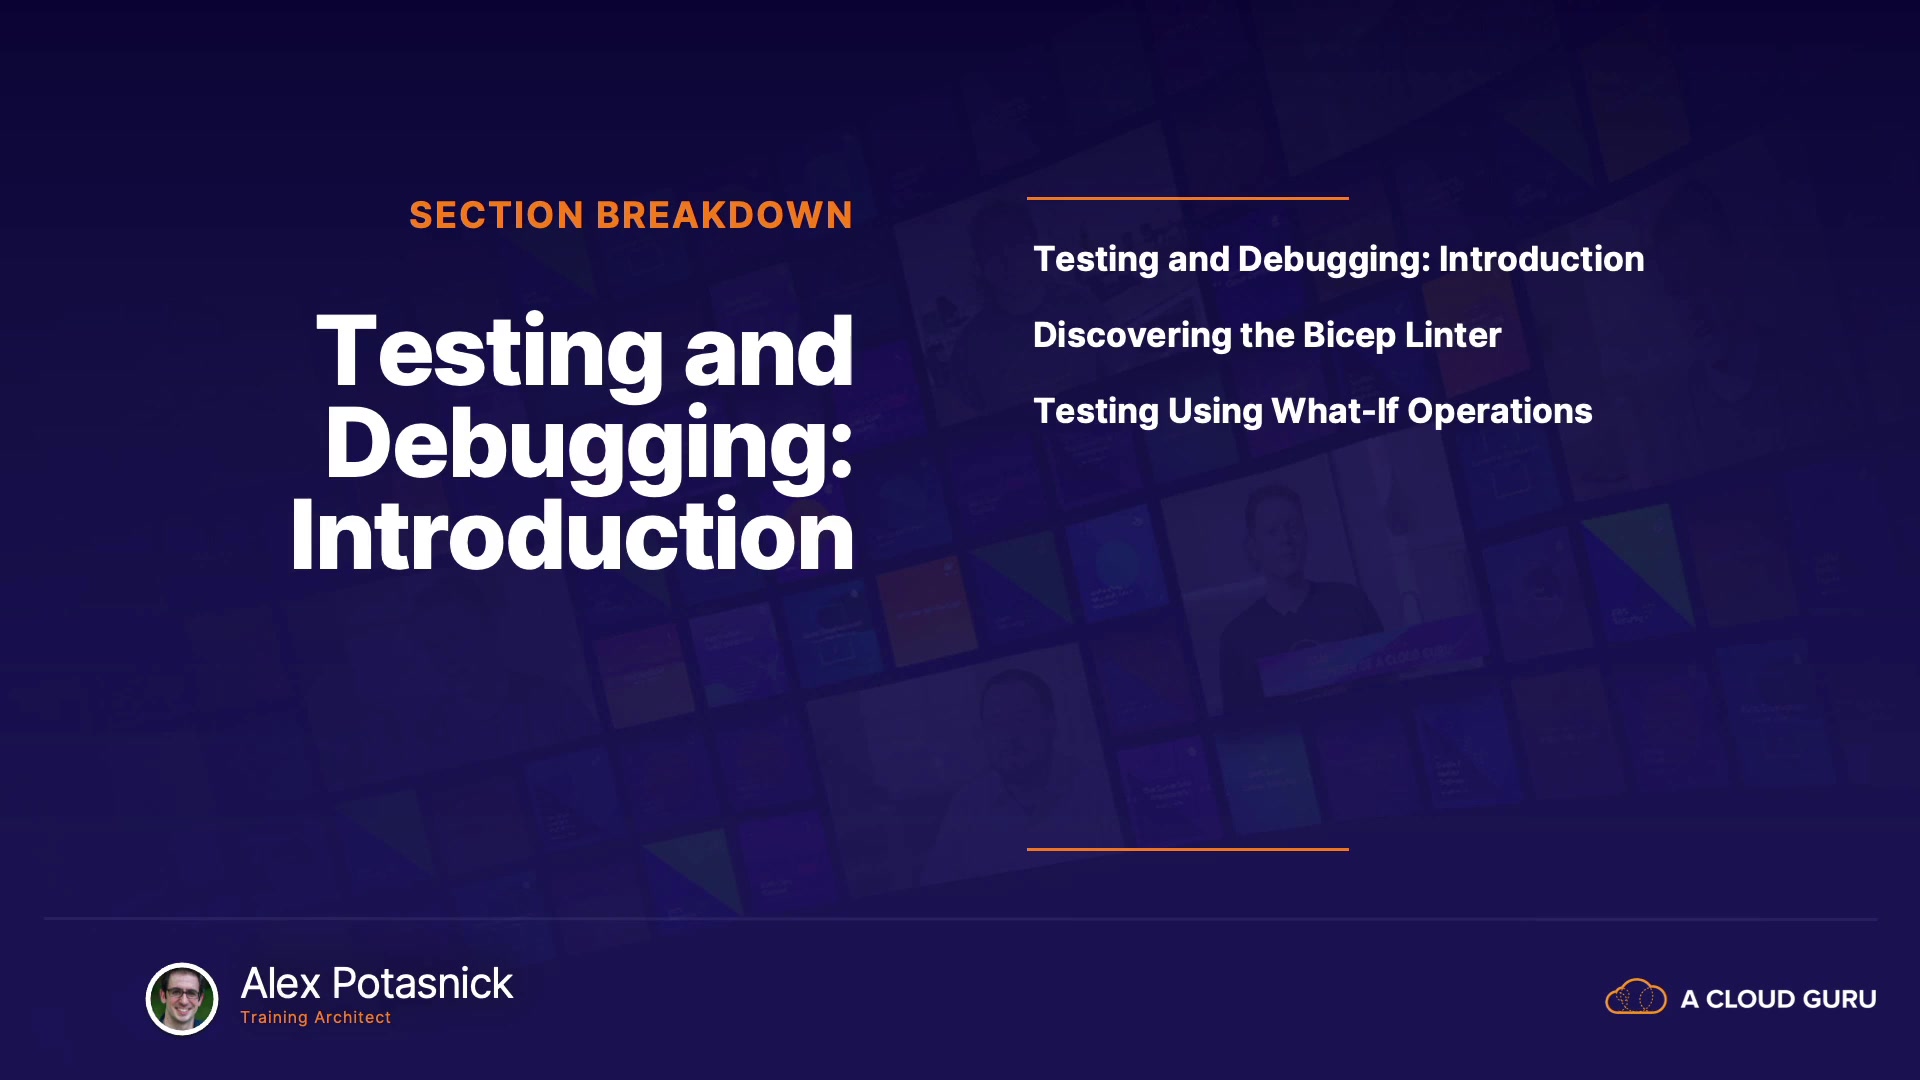 SECTION BREAKDOWN
Testing and
Debugging:
Introduction
Testing and Debugging: Introduction
Discovering the Bicep Linter
Testing Using What-If Operations
Alex Potasnick
Training Architect
A CLOUD GURU